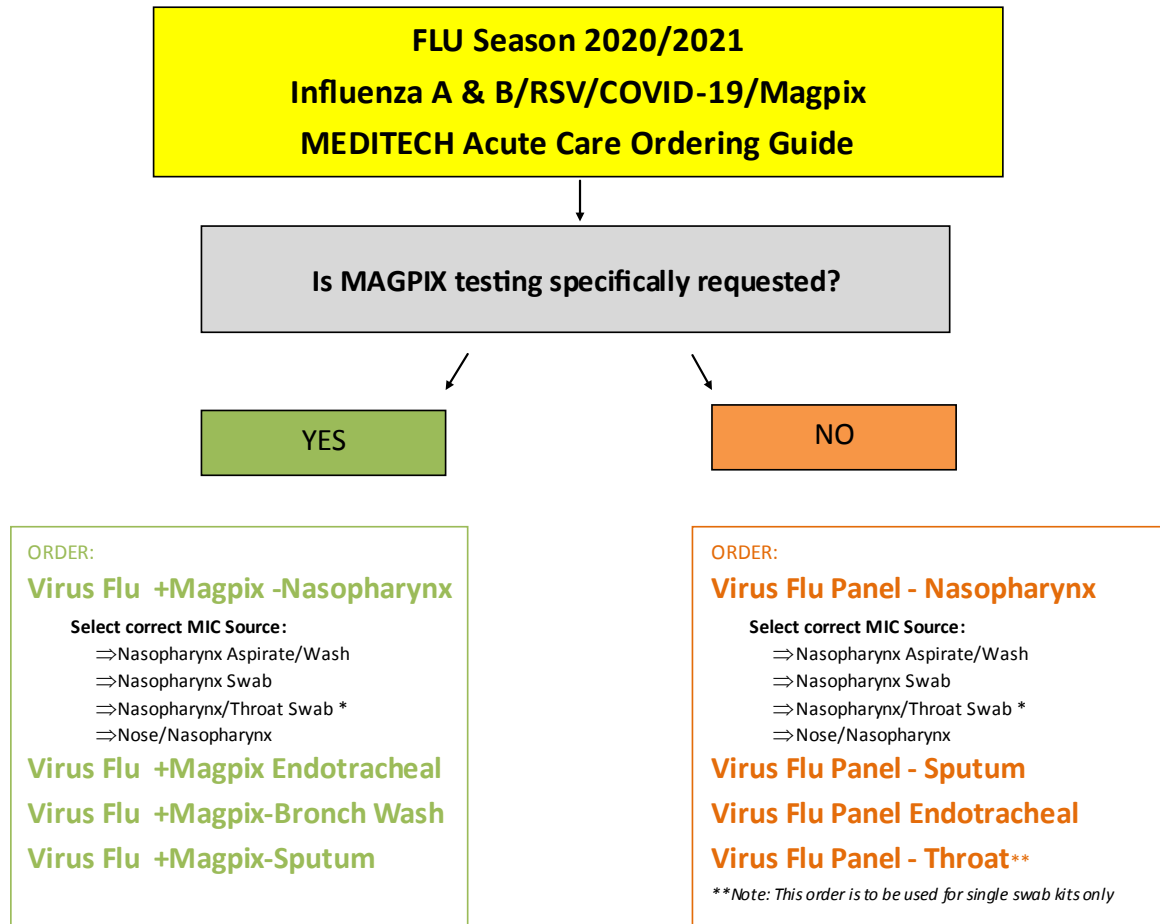 FLU Season 2020/2021
Influenza A & B/RSV/COVID-19/Magpix
MEDITECH Acute Care Ordering Guide
Is MAGPIX testing specifically requested?
YES
NO
ORDER:
Virus Flu +Magpix -Nasopharynx
Select correct MIC Source:
⇒Nasopharynx Aspirate/Wash
⇒Nasopharynx Swab
⇒Nasopharynx/Throat Swab *
⇒Nose/Nasopharynx
Virus Flu +Magpix Endotracheal
Virus Flu +Magpix-Bronch Wash
Virus Flu +Magpix-Sputum
ORDER:
Virus Flu Panel - Nasopharynx
Select correct MIC Source:
⇒Nasopharynx Aspirate/Wash
⇒Nasopharynx Swab
⇒Nasopharynx/Throat Swab *
⇒Nose/Nasopharynx
Virus Flu Panel - Sputum
Virus Flu Panel Endotracheal
Virus Flu Panel - Throat**
**Note: This order is to be used for single swab kits only